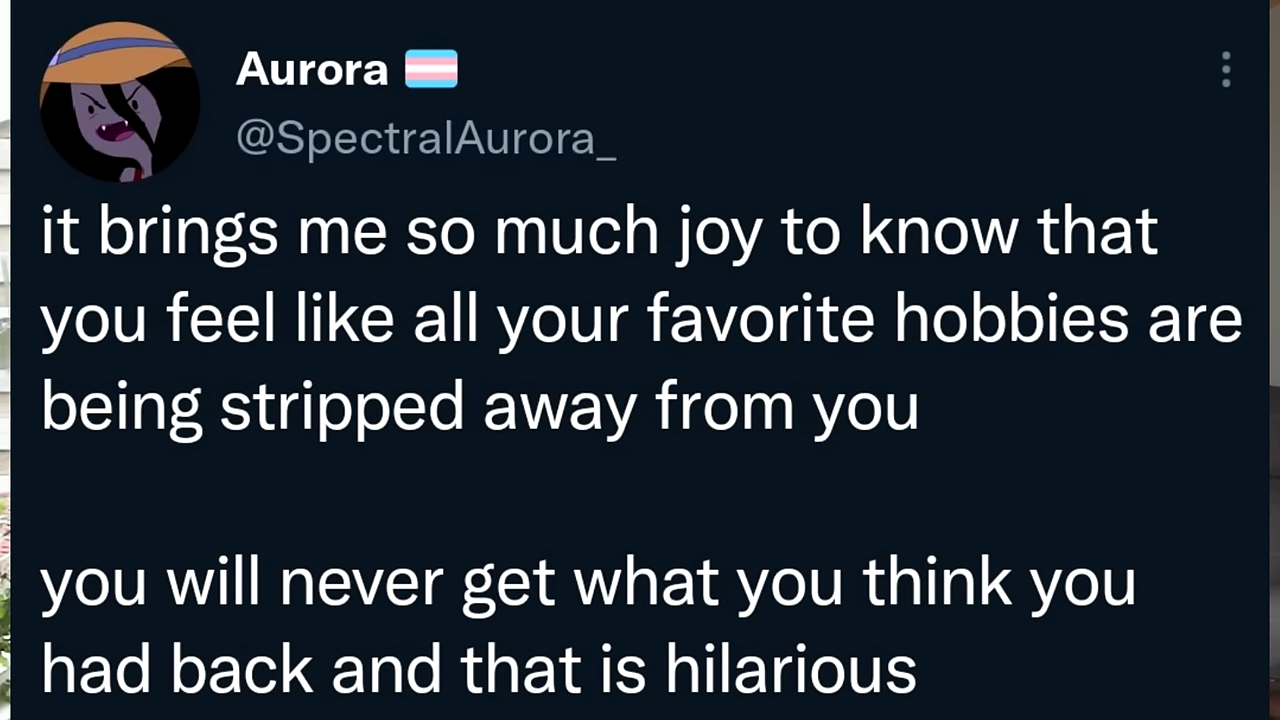 Aurora 🏳️‍⚧️
@SpectralAurora_
it brings me so much joy to know that
you feel like all your favorite hobbies are
being stripped away from you
you will never get what you think you
had back and that is hilarious